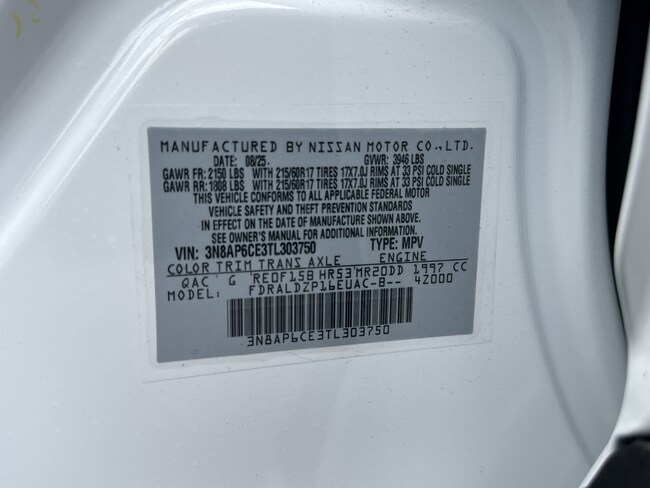 MANUFACTURED BY NISSAN MOTOR CO.,LTD.
DATE: 08/25. GVWR: 3946 LBS
GAWR FR: 2150 LBS WITH 215/60R17 TIRES 17X7.0J RIMS AT 33 PSI COLD SINGLE
GAWR RR: 1808 LBS WITH 215/60R17 TIRES 17X7.0J RIMS AT 33 PSI COLD SINGLE
THIS VEHICLE CONFORMS TO ALL APPLICABLE FEDERAL MOTOR
VEHICLE SAFETY AND THEFT PREVENTION STANDARDS
IN EFFECT ON THE DATE OF MANUFACTURE SHOWN ABOVE.
SEE OWNER'S MANUAL FOR ADDITIONAL INFORMATION
VIN: 3N8AP6CE3TL303750 TYPE: MPV
COLOR TRIM TRANS AXLE ENGINE
QAC G RE0F15B HR53 MR20DD 1997 CC
FDRALDZP16EUAC-B-- 4Z000
3N8AP6CE3TL303750